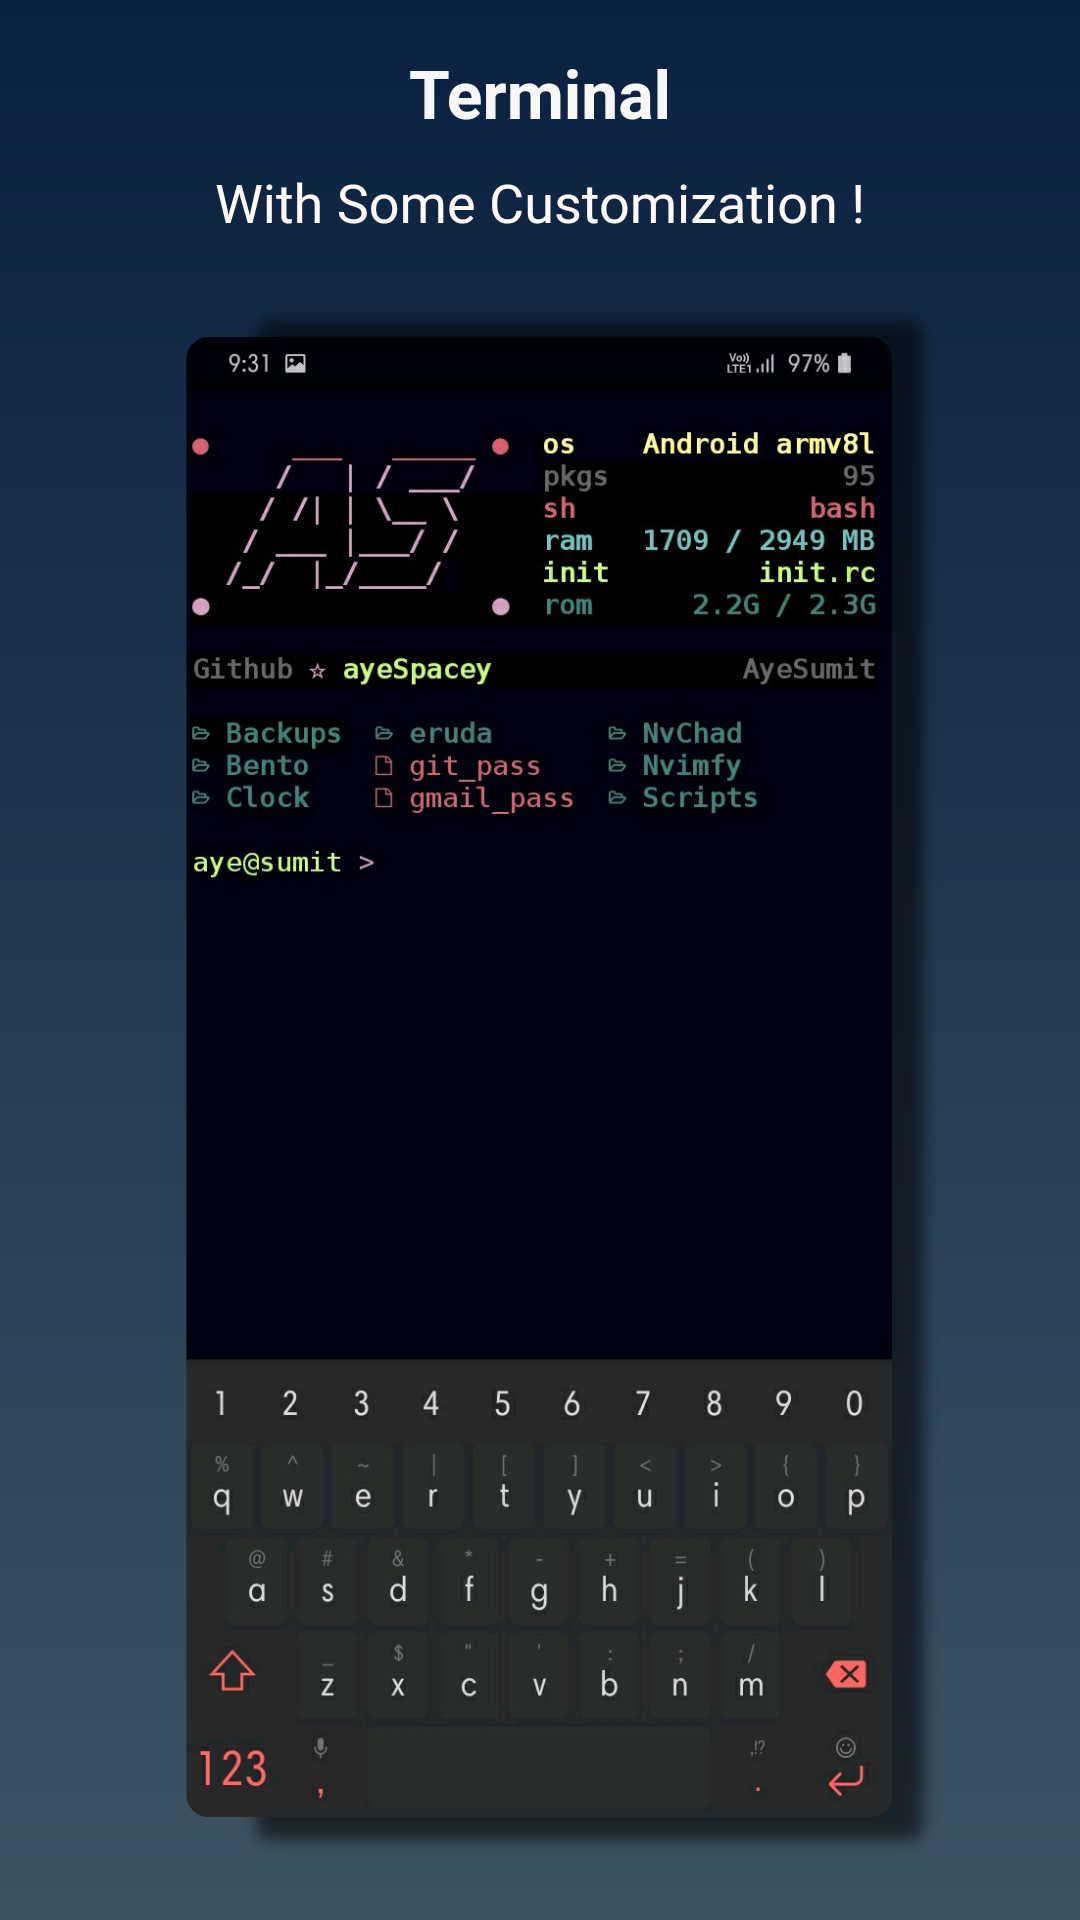 Terminal
With Some Customization !
9:31 Vo)) LTE1 97%
os Android armv8l
pkgs 95
sh bash
ram 1709 / 2949 MB
init init.rc
rom 2.2G / 2.3G
Github ☆ ayeSpacey AyeSumit
Backups eruda NvChad
Bento git_pass Nvimfy
Clock gmail_pass Scripts
aye@sumit >
1 2 3 4 5 6 7 8 9 0
% ^ ~ | [ ] < > { }
q w e r t y u i o p
@ # & * - + = ( )
a s d f g h j k l
_ $ " ' : ; /
z x c v b n m
123 , ,!? .